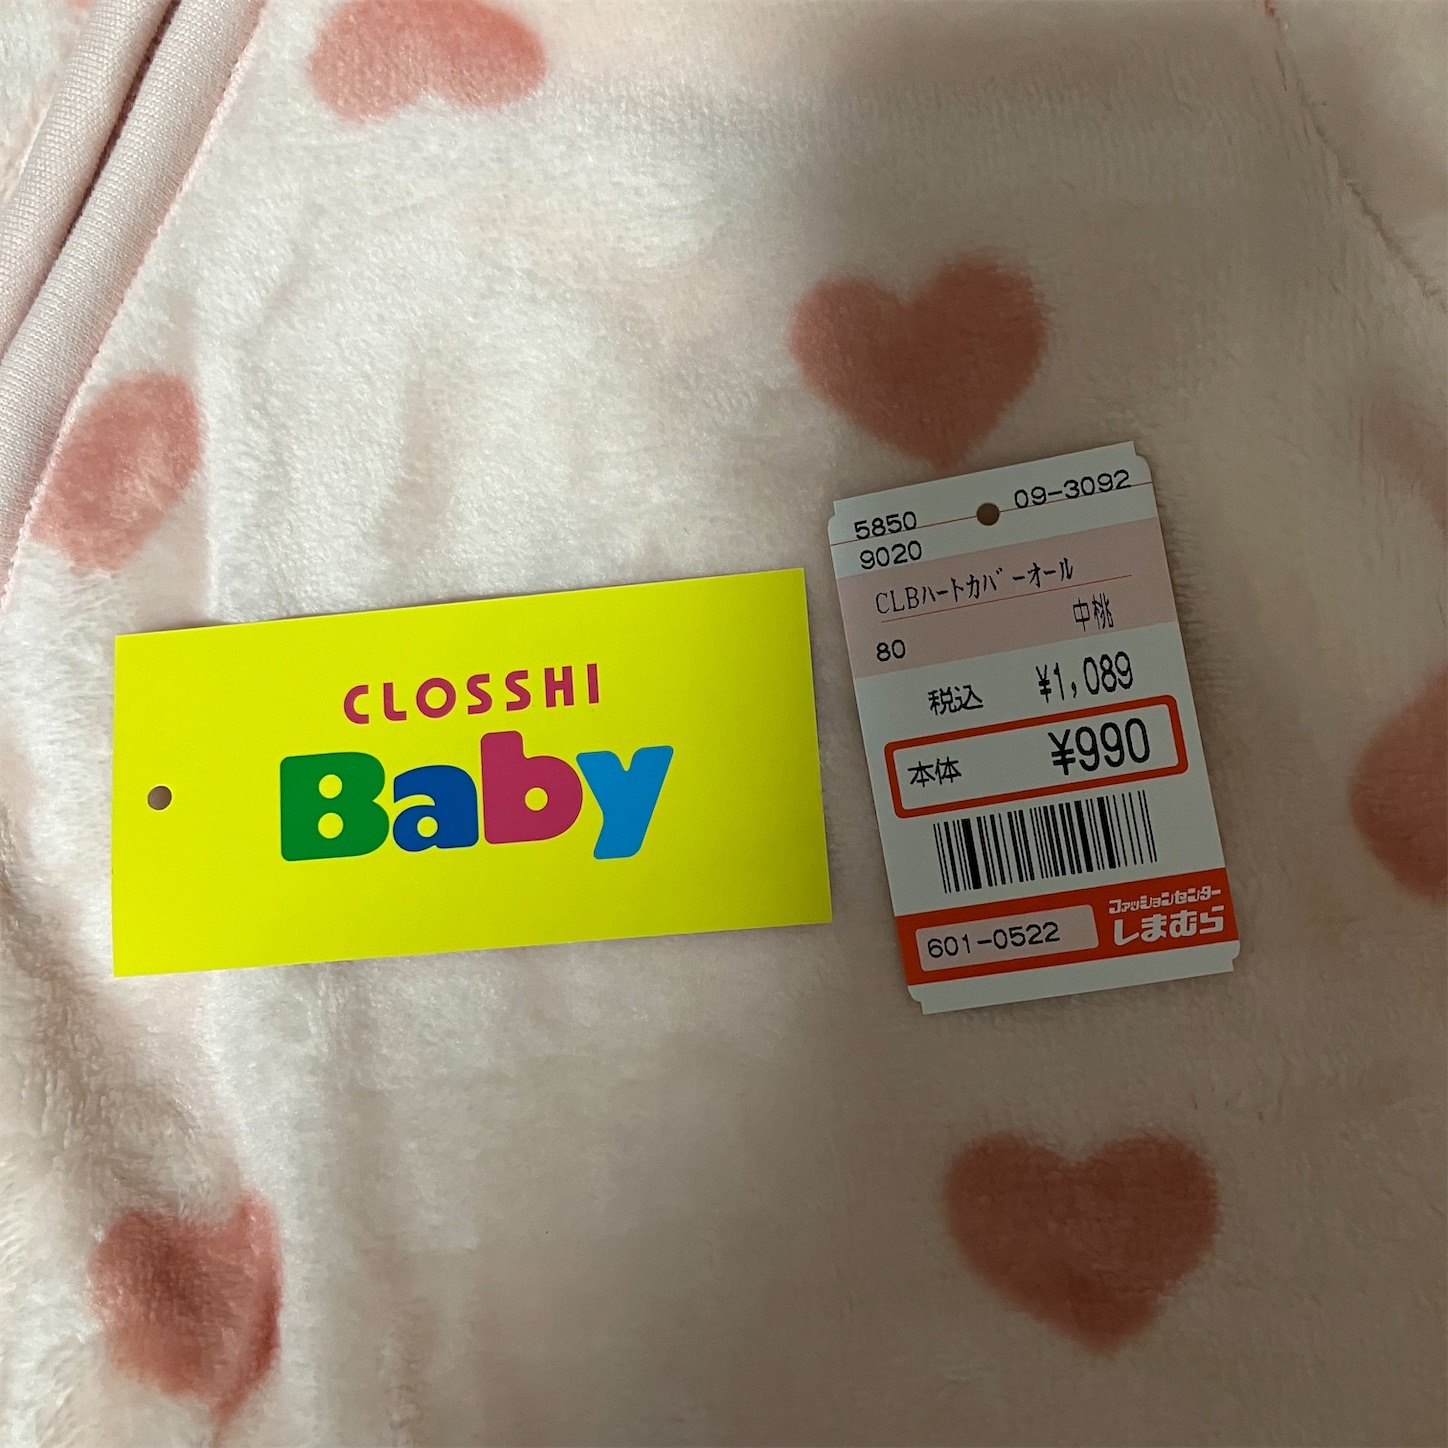 CLOSSHI
Baby
5850 09-3092
9020
CLBハートカバーオール
中桃
80
税込 ¥1,089
本体 ¥990
ファッションセンター
しまむら
601-0522